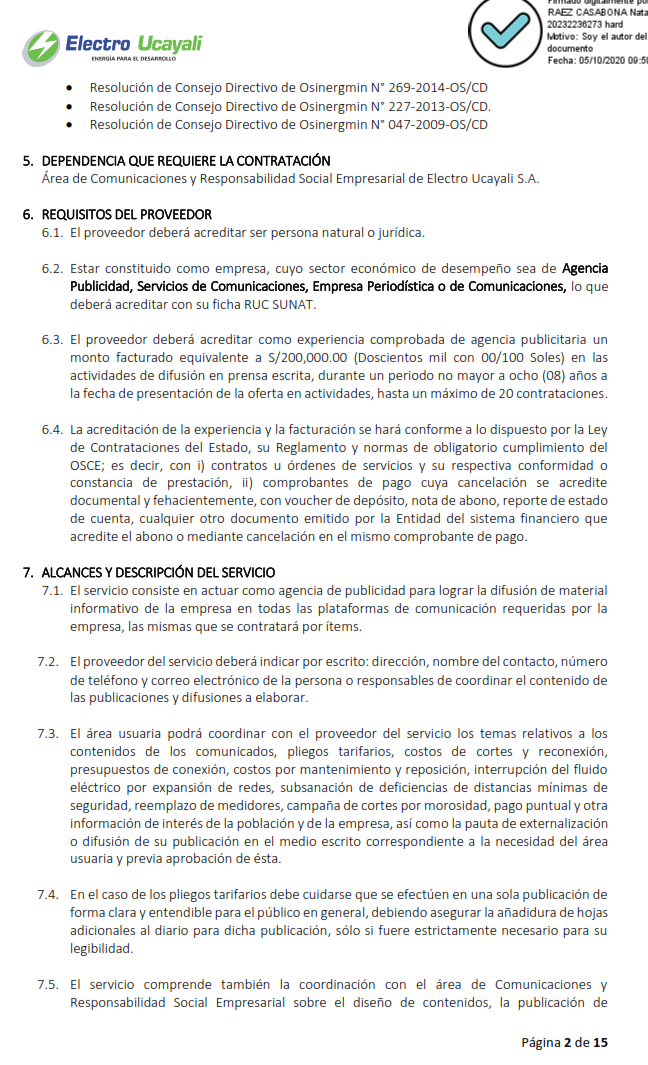 Firmado digitalmente por
RAEZ CASABONA Nata
20232236273 hard
Motivo: Soy el autor del
documento
Fecha: 05/10/2020 09:50
Electro Ucayali
ENERGÍA PARA EL DESARROLLO
• Resolución de Consejo Directivo de Osinergmin N° 269-2014-OS/CD
• Resolución de Consejo Directivo de Osinergmin N° 227-2013-OS/CD.
• Resolución de Consejo Directivo de Osinergmin N° 047-2009-OS/CD
5. DEPENDENCIA QUE REQUIERE LA CONTRATACIÓN
Área de Comunicaciones y Responsabilidad Social Empresarial de Electro Ucayali S.A.
6. REQUISITOS DEL PROVEEDOR
6.1. El proveedor deberá acreditar ser persona natural o jurídica.
6.2. Estar constituido como empresa, cuyo sector económico de desempeño sea de Agencia
Publicidad, Servicios de Comunicaciones, Empresa Periodística o de Comunicaciones, lo que
deberá acreditar con su ficha RUC SUNAT.
6.3. El proveedor deberá acreditar como experiencia comprobada de agencia publicitaria un
monto facturado equivalente a S/200,000.00 (Doscientos mil con 00/100 Soles) en las
actividades de difusión en prensa escrita, durante un periodo no mayor a ocho (08) años a
la fecha de presentación de la oferta en actividades, hasta un máximo de 20 contrataciones.
6.4. La acreditación de la experiencia y la facturación se hará conforme a lo dispuesto por la Ley
de Contrataciones del Estado, su Reglamento y normas de obligatorio cumplimiento del
OSCE; es decir, con i) contratos u órdenes de servicios y su respectiva conformidad o
constancia de prestación, ii) comprobantes de pago cuya cancelación se acredite
documental y fehacientemente, con voucher de depósito, nota de abono, reporte de estado
de cuenta, cualquier otro documento emitido por la Entidad del sistema financiero que
acredite el abono o mediante cancelación en el mismo comprobante de pago.
7. ALCANCES Y DESCRIPCIÓN DEL SERVICIO
7.1. El servicio consiste en actuar como agencia de publicidad para lograr la difusión de material
informativo de la empresa en todas las plataformas de comunicación requeridas por la
empresa, las mismas que se contratará por ítems.
7.2. El proveedor del servicio deberá indicar por escrito: dirección, nombre del contacto, número
de teléfono y correo electrónico de la persona o responsables de coordinar el contenido de
las publicaciones y difusiones a elaborar.
7.3. El área usuaria podrá coordinar con el proveedor del servicio los temas relativos a los
contenidos de los comunicados, pliegos tarifarios, costos de cortes y reconexión,
presupuestos de conexión, costos por mantenimiento y reposición, interrupción del fluido
eléctrico por expansión de redes, subsanación de deficiencias de distancias mínimas de
seguridad, reemplazo de medidores, campaña de cortes por morosidad, pago puntual y otra
información de interés de la población y de la empresa, así como la pauta de externalización
o difusión de su publicación en el medio escrito correspondiente a la necesidad del área
usuaria y previa aprobación de ésta.
7.4. En el caso de los pliegos tarifarios debe cuidarse que se efectúen en una sola publicación de
forma clara y entendible para el público en general, debiendo asegurar la añadidura de hojas
adicionales al diario para dicha publicación, sólo si fuere estrictamente necesario para su
legibilidad.
7.5. El servicio comprende también la coordinación con el área de Comunicaciones y
Responsabilidad Social Empresarial sobre el diseño de contenidos, la publicación de
Página 2 de 15